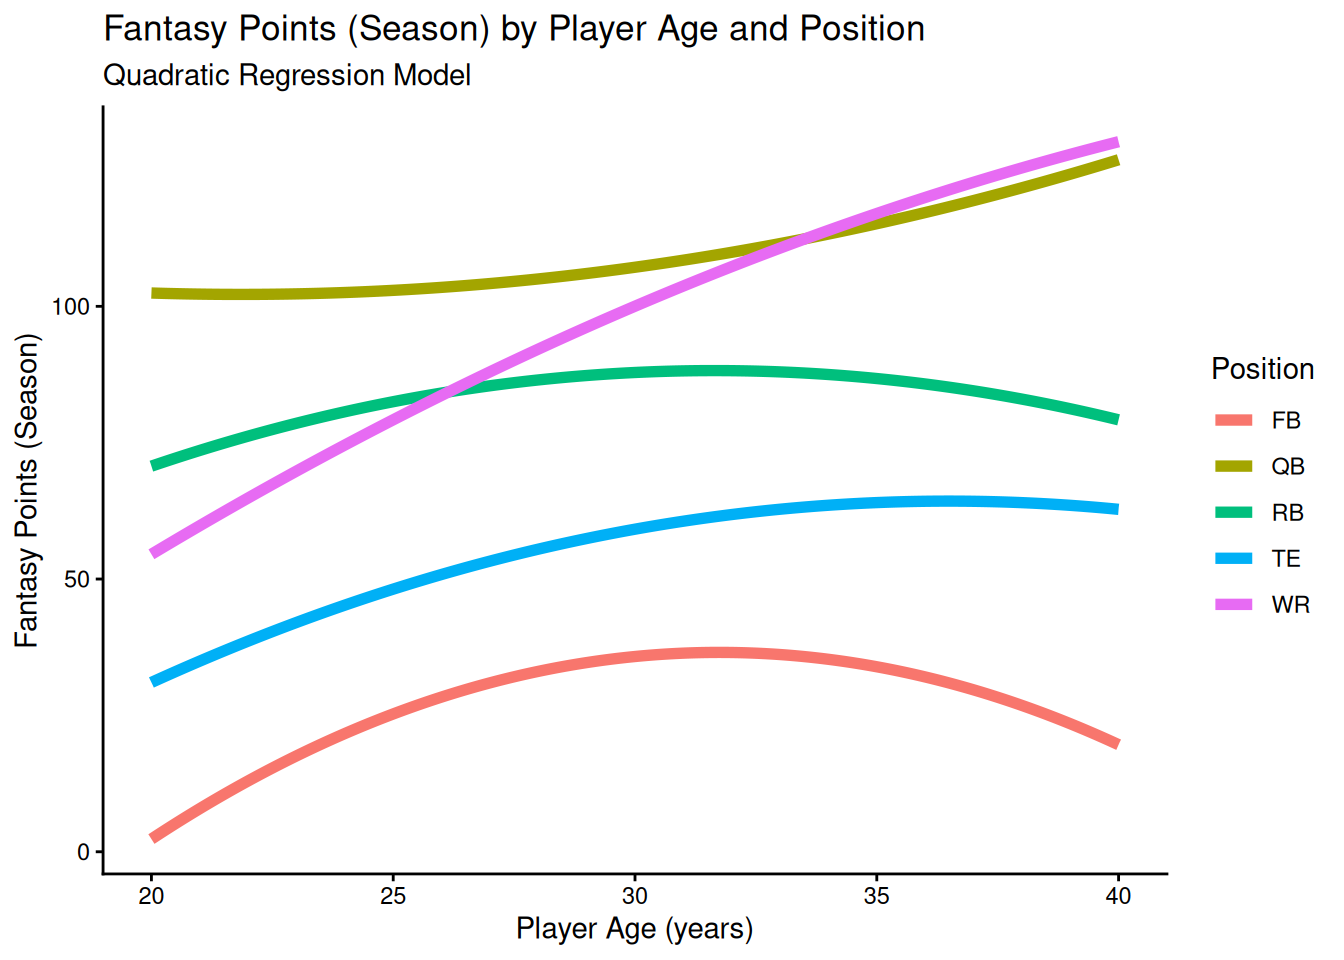 Fantasy Points (Season) by Player Age and Position
Quadratic Regression Model
Fantasy Points (Season)
100
50
0
20 25 30 35 40
Player Age (years)
Position
FB
QB
RB
TE
WR